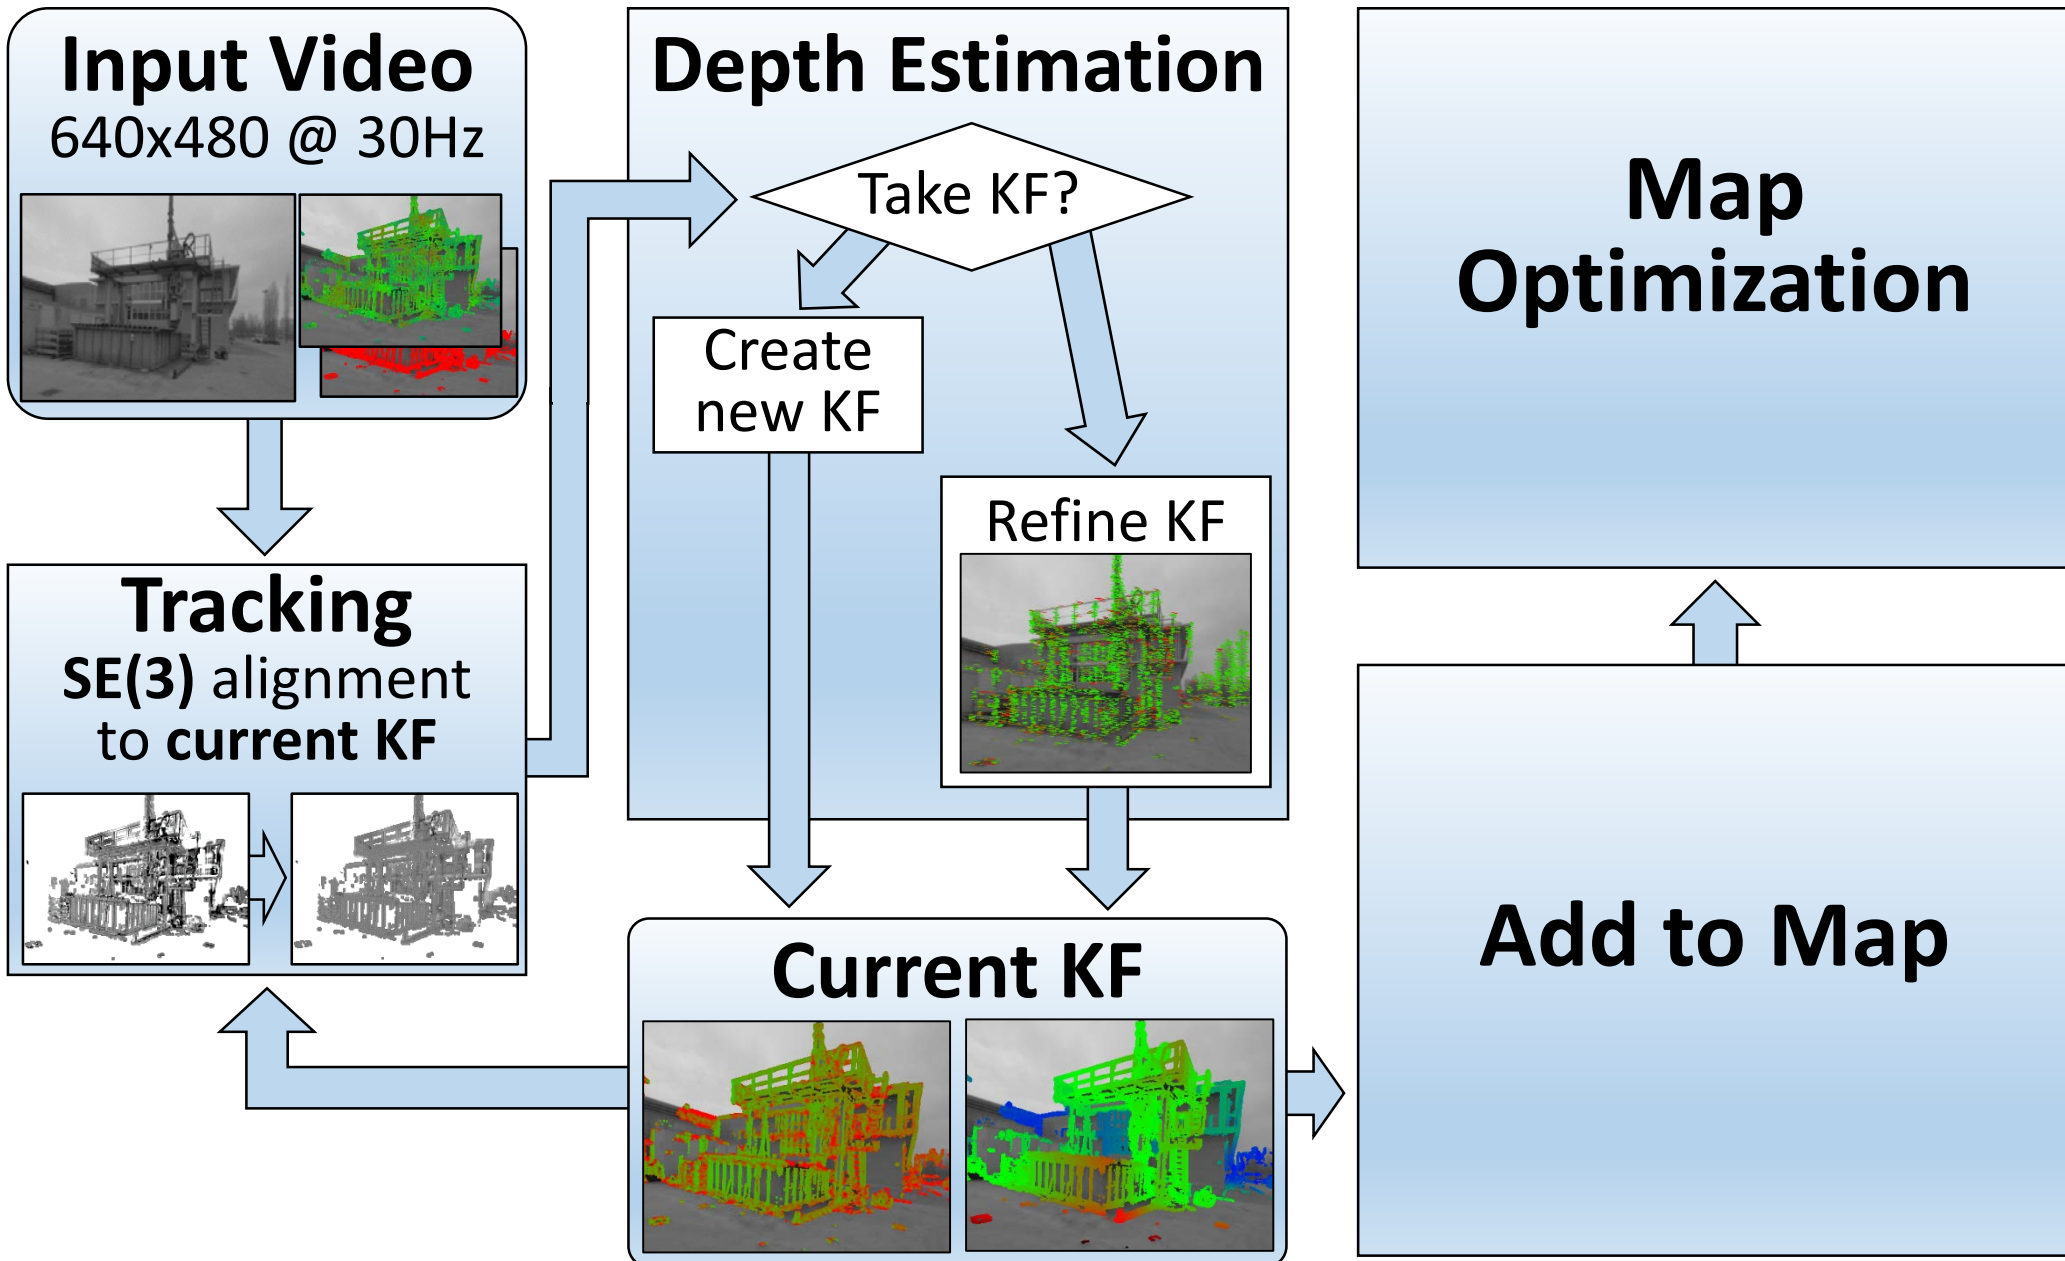 Input Video
640x480 @ 30Hz
Tracking
SE(3) alignment
to current KF
Depth Estimation
Take KF?
Create
new KF
Refine KF
Current KF
Map
Optimization
Add to Map